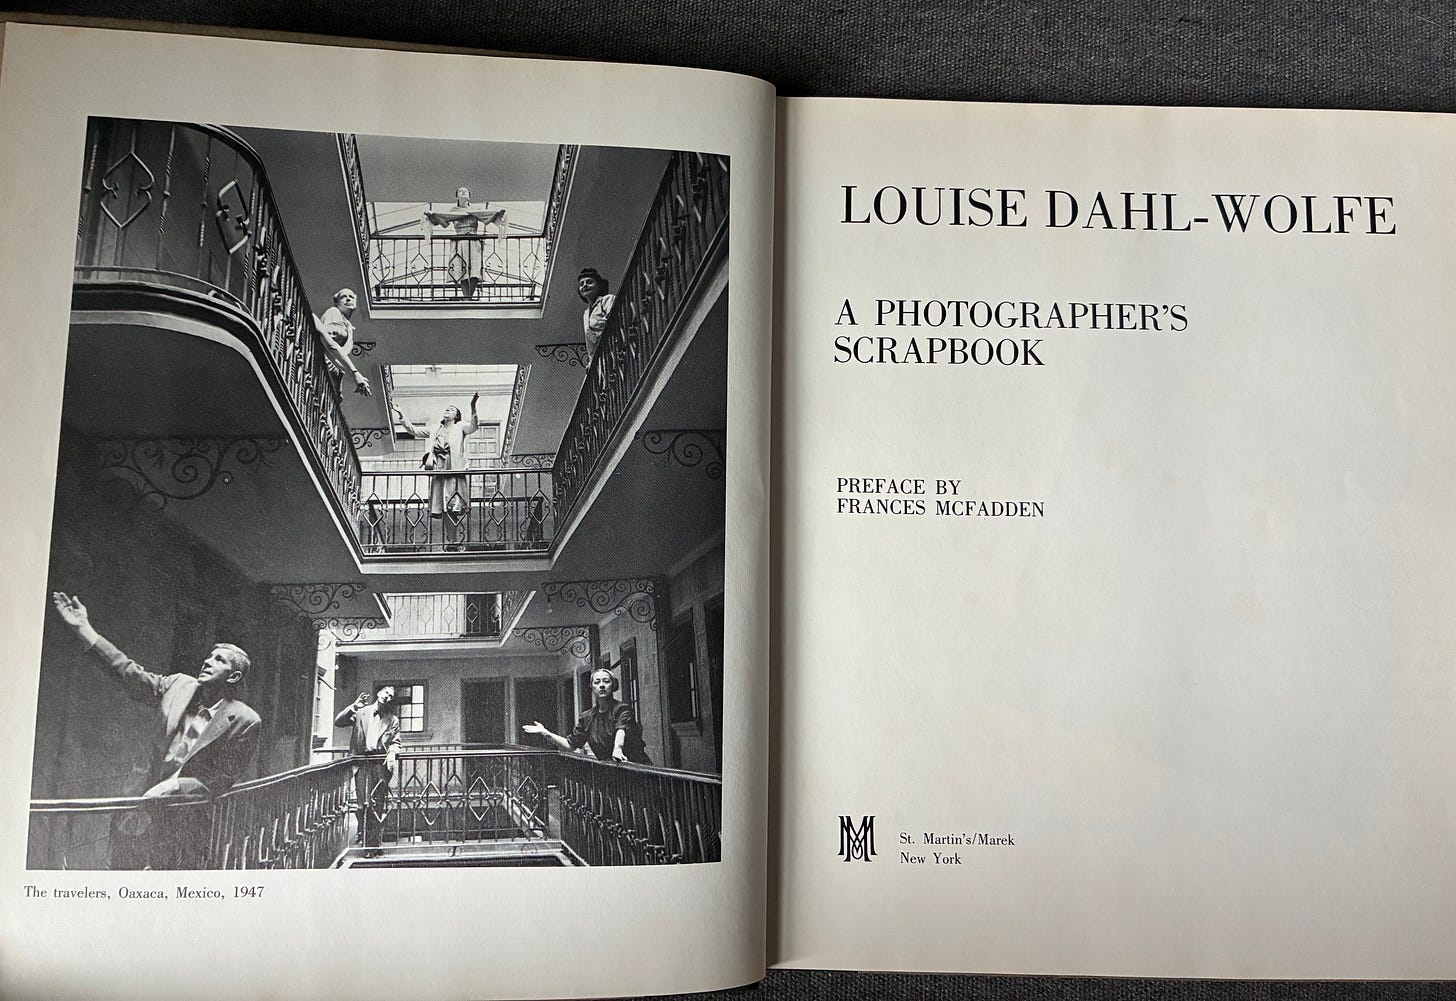 The travelers, Oaxaca, Mexico, 1947
LOUISE DAHL-WOLFE
A PHOTOGRAPHER'S
SCRAPBOOK
PREFACE BY
FRANCES MCFADDEN
St. Martin's/Marek
New York